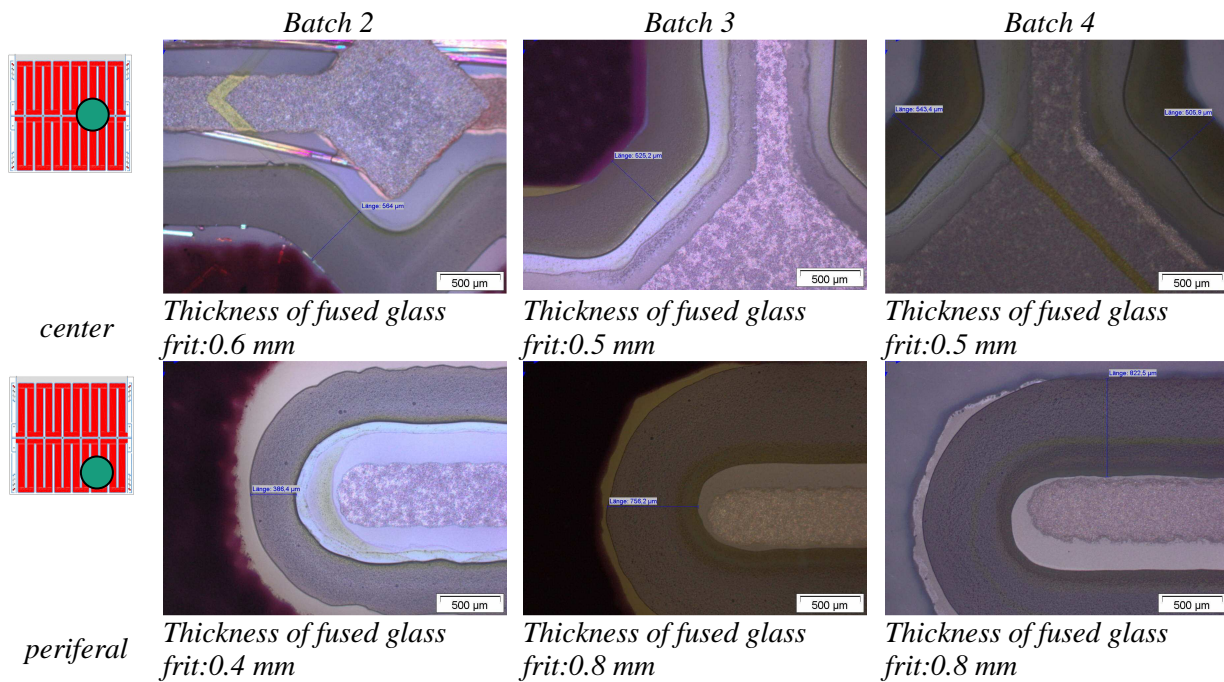 Batch 2
Batch 3
Batch 4
Länge: 564 µm
500 µm
Länge: 525,2 µm
500 µm
Länge: 543,4 µm
Länge: 505,9 µm
500 µm
center
Thickness of fused glass
frit:0.6 mm
Thickness of fused glass
frit:0.5 mm
Thickness of fused glass
frit:0.5 mm
Länge: 386,4 µm
500 µm
Länge: 756,2 µm
500 µm
Länge: 822,5 µm
500 µm
periferal
Thickness of fused glass
frit:0.4 mm
Thickness of fused glass
frit:0.8 mm
Thickness of fused glass
frit:0.8 mm